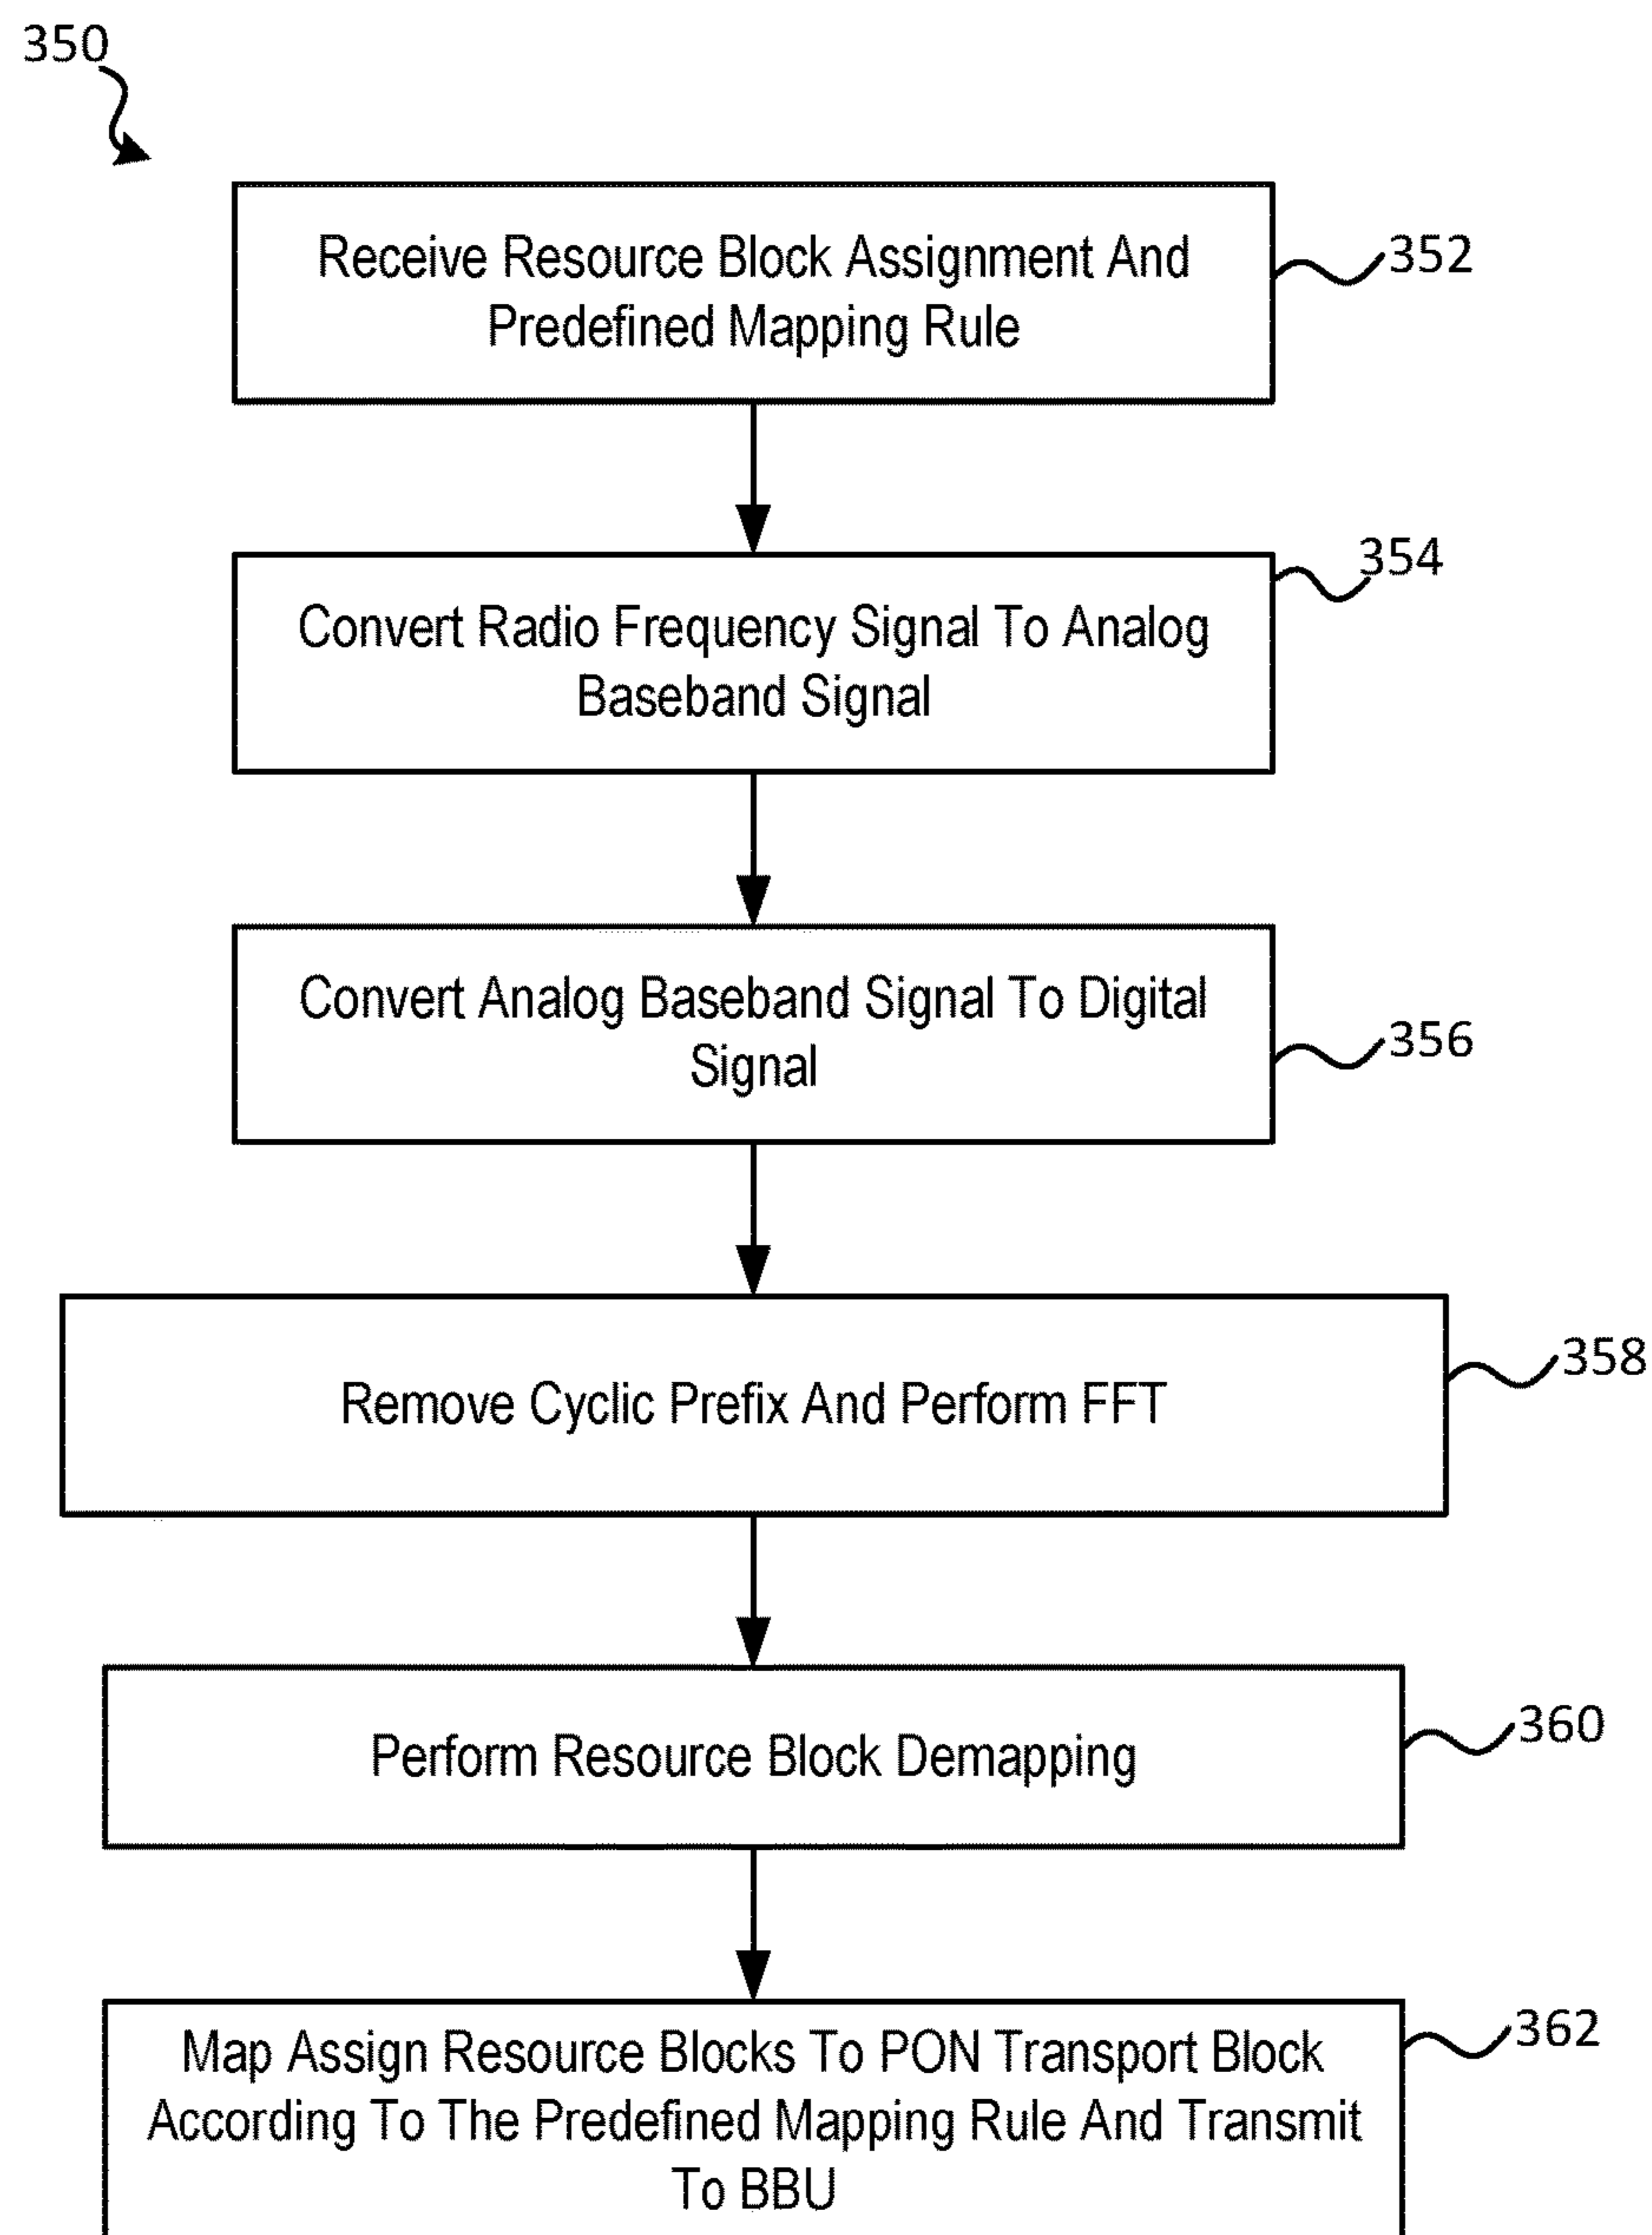 350
Receive Resource Block Assignment And
Predefined Mapping Rule
352
354
Convert Radio Frequency Signal To Analog
Baseband Signal
Convert Analog Baseband Signal To Digital
Signal
356
358
Remove Cyclic Prefix And Perform FFT
360
Perform Resource Block Demapping
362
Map Assign Resource Blocks To PON Transport Block
According To The Predefined Mapping Rule And Transmit
To BBU